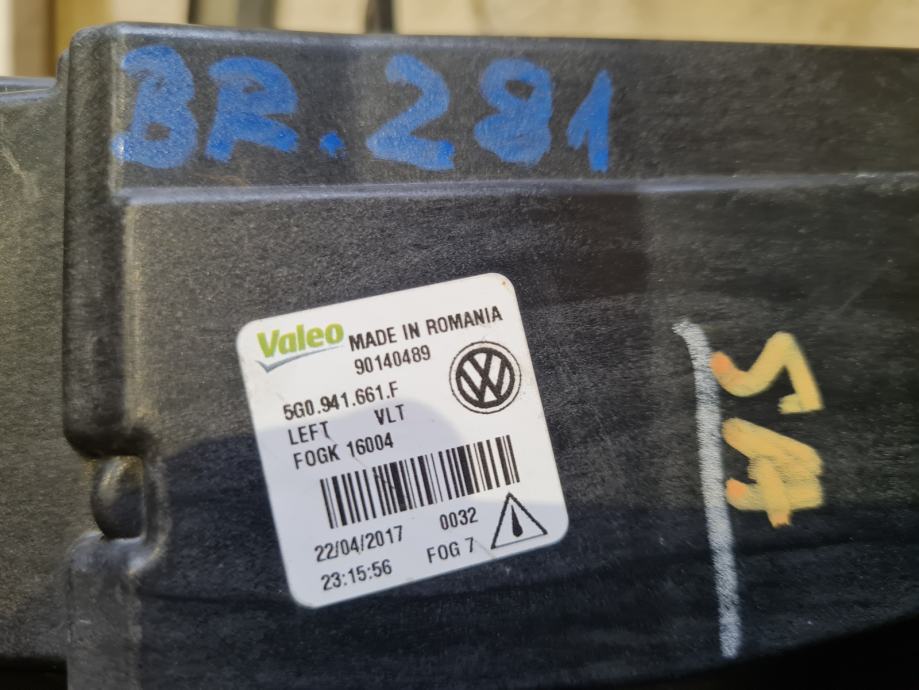 BR.281
Valeo MADE IN ROMANIA
90140489
5G0.941.661.F
LEFT VLT
FOGK 16004
22/04/2017 0032
23:15:56 FOG 7